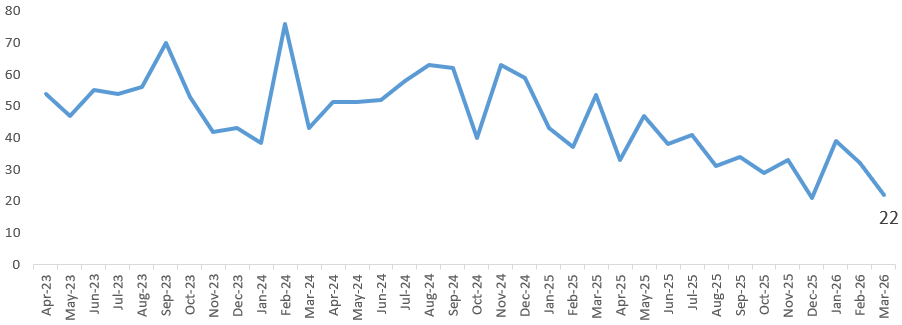 80
70
60
50
40
30
20
10
0
22
Apr-23
May-23
Jun-23
Jul-23
Aug-23
Sep-23
Oct-23
Nov-23
Dec-23
Jan-24
Feb-24
Mar-24
Apr-24
May-24
Jun-24
Jul-24
Aug-24
Sep-24
Oct-24
Nov-24
Dec-24
Jan-25
Feb-25
Mar-25
Apr-25
May-25
Jun-25
Jul-25
Aug-25
Sep-25
Oct-25
Nov-25
Dec-25
Jan-26
Feb-26
Mar-26